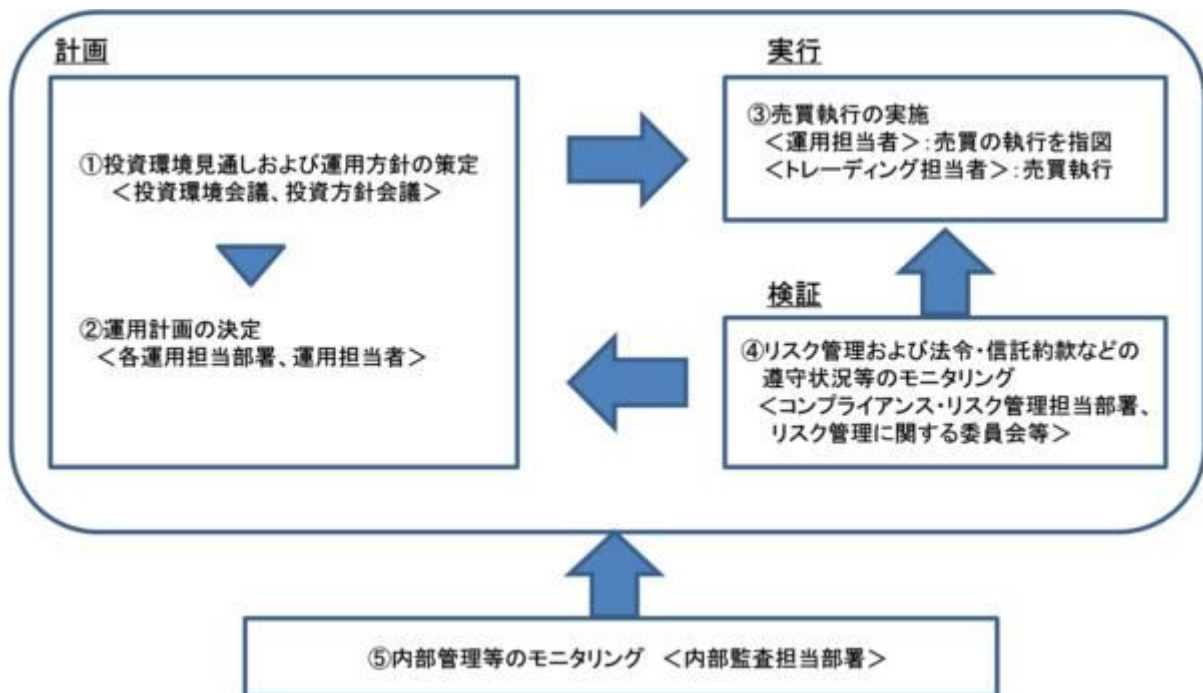 計画
①投資環境見通しおよび運用方針の策定
＜投資環境会議、投資方針会議＞
②運用計画の決定
＜各運用担当部署、運用担当者＞
実行
③売買執行の実施
＜運用担当者＞：売買の執行を指図
＜トレーディング担当者＞：売買執行
検証
④リスク管理および法令・信託約款などの
遵守状況等のモニタリング
＜コンプライアンス・リスク管理担当部署、
リスク管理に関する委員会等＞
⑤内部管理等のモニタリング ＜内部監査担当部署＞